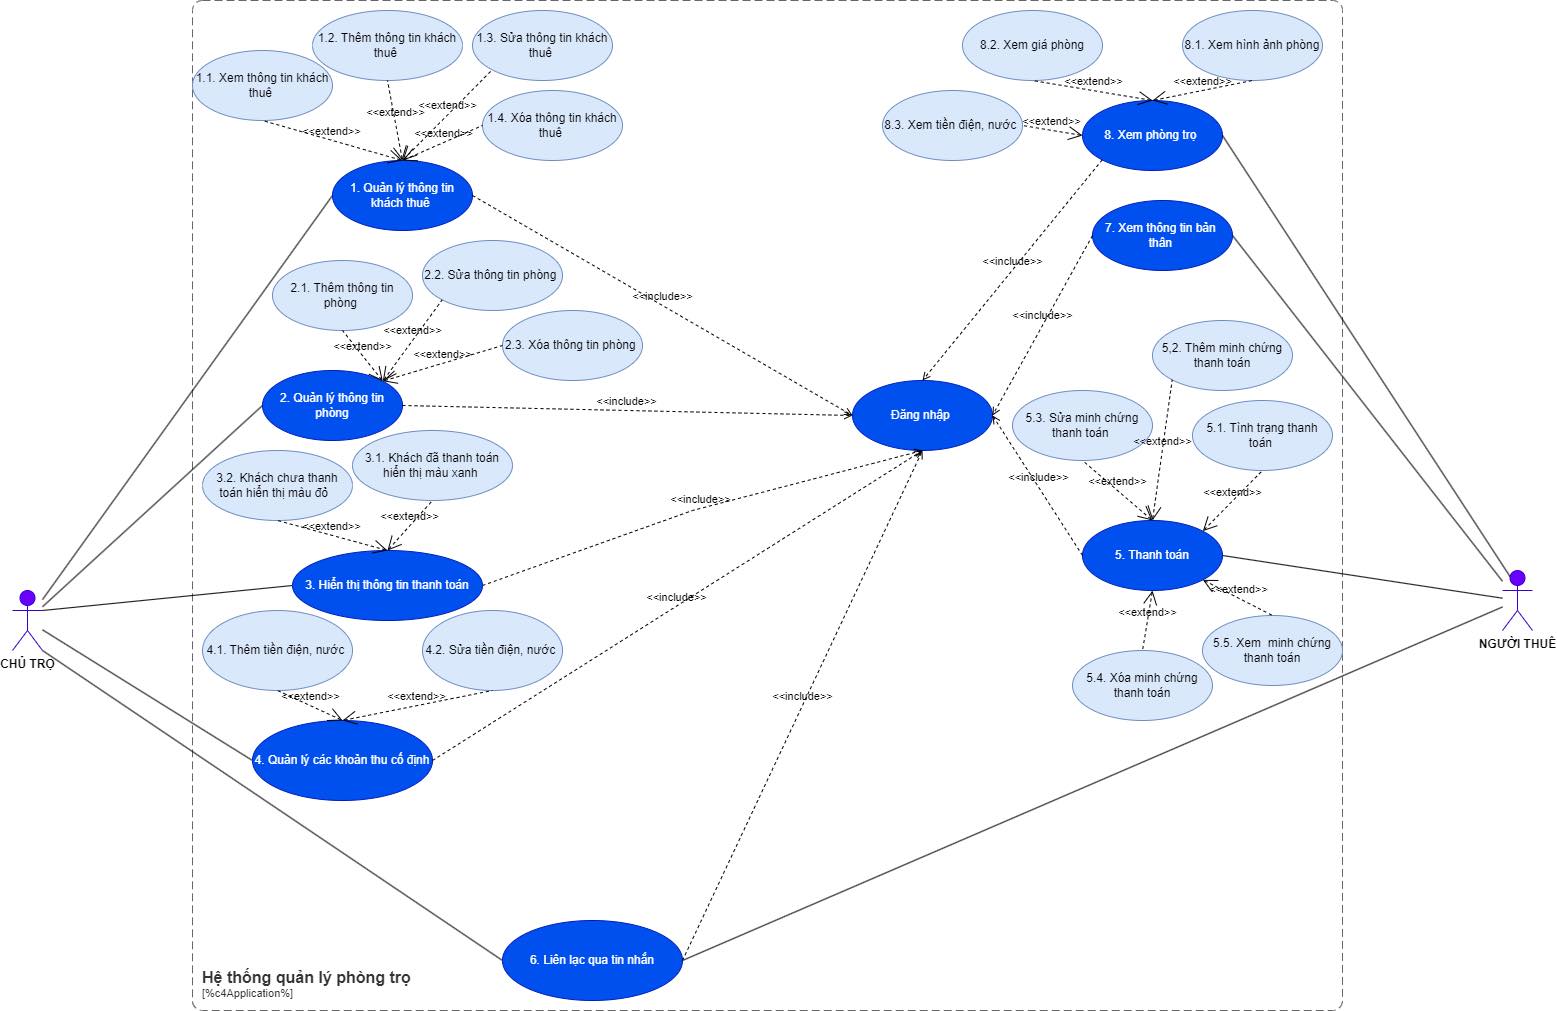 1.2. Thêm thông tin khách
thuê
1.3. Sửa thông tin khách
thuê
1.1. Xem thông tin khách
thuê
1.4. Xóa thông tin khách
thuê
<<extend>>
<<extend>>
<<extend>>
<<extend>>
1. Quản lý thông tin
khách thuê
8.2. Xem giá phòng
8.1. Xem hình ảnh phòng
8.3. Xem tiền điện, nước
<<extend>>
<<extend>>
<<extend>>
8. Xem phòng trọ
7. Xem thông tin bản
thân
<<include>>
<<include>>
<<include>>
2.2. Sửa thông tin phòng
2.1. Thêm thông tin
phòng
2.3. Xóa thông tin phòng
<<extend>>
<<extend>>
<<extend>>
2. Quản lý thông tin
phòng
<<include>>
Đăng nhập
5,2. Thêm minh chứng
thanh toán
5.3. Sửa minh chứng
thanh toán
5.1. Tình trạng thanh
toán
<<extend>>
<<extend>>
<<extend>>
<<include>>
5. Thanh toán
<<extend>>
<<extend>>
5.5. Xem  minh chứng
thanh toán
5.4. Xóa minh chứng
thanh toán
3.1. Khách đã thanh toán
hiển thị màu xanh
3.2. Khách chưa thanh
toán hiển thị màu đỏ
<<extend>>
<<extend>>
<<include>>
3. Hiển thị thông tin thanh toán
<<include>>
4.1. Thêm tiền điện, nước
4.2. Sửa tiền điện, nước
<<extend>>
<<extend>>
4. Quản lý các khoản thu cố định
<<include>>
CHỦ TRỌ
NGƯỜI THUÊ
6. Liên lạc qua tin nhắn
Hệ thống quản lý phòng trọ
[%c4Application%]